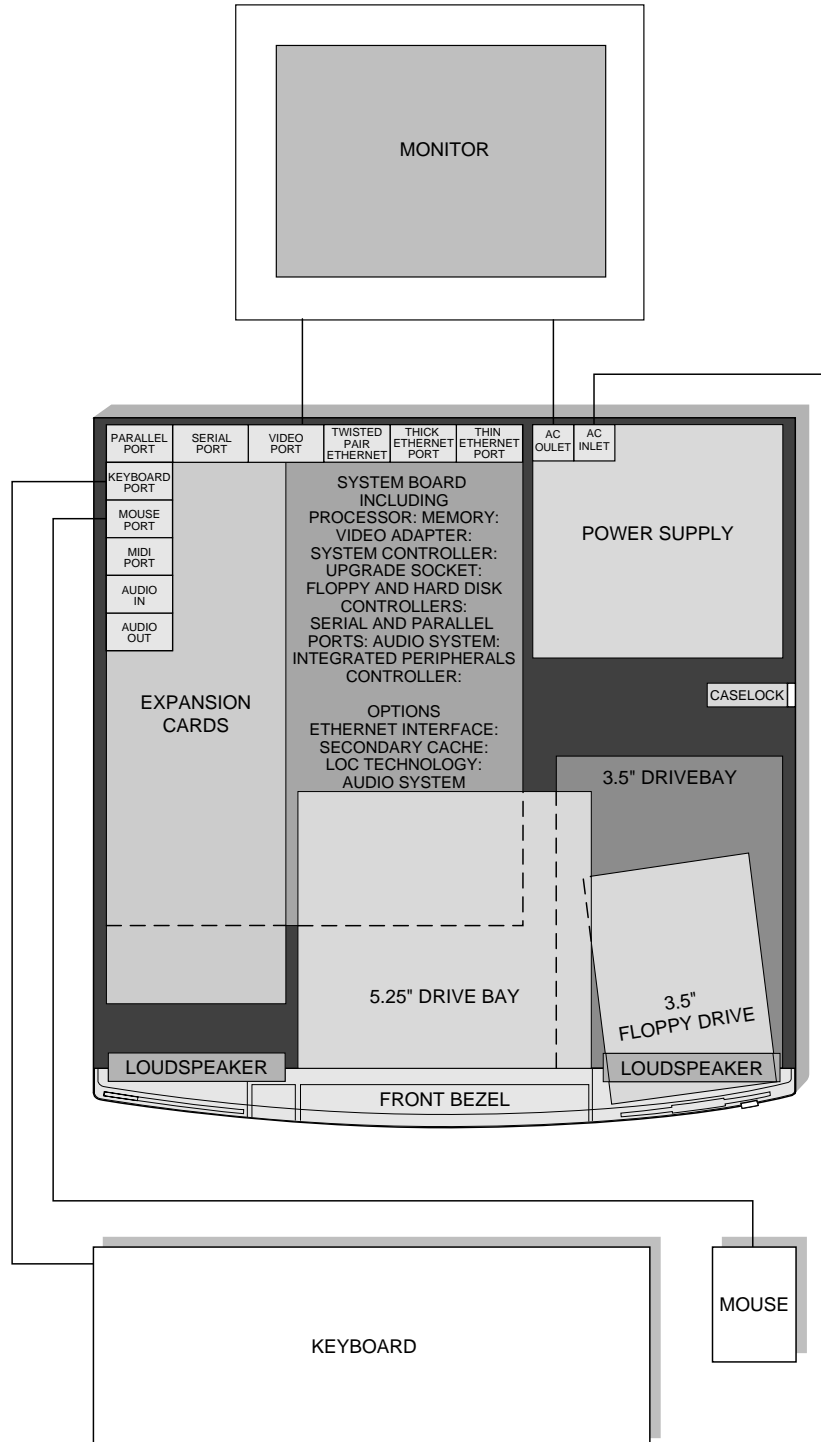 MONITOR
PARALLEL
PORT
SERIAL
PORT
VIDEO
PORT
TWISTED
PAIR
ETHERNET
THICK
ETHERNET
PORT
THIN
ETHERNET
PORT
AC
OULET
AC
INLET
KEYBOARD
PORT
MOUSE
PORT
MIDI
PORT
AUDIO
IN
AUDIO
OUT
SYSTEM BOARD
INCLUDING
PROCESSOR: MEMORY:
VIDEO ADAPTER:
SYSTEM CONTROLLER:
UPGRADE SOCKET:
FLOPPY AND HARD DISK
CONTROLLERS:
SERIAL AND PARALLEL
PORTS: AUDIO SYSTEM:
INTEGRATED PERIPHERALS
CONTROLLER:
OPTIONS
ETHERNET INTERFACE:
SECONDARY CACHE:
LOC TECHNOLOGY:
AUDIO SYSTEM
POWER SUPPLY
EXPANSION
CARDS
CASELOCK
3.5" DRIVEBAY
5.25" DRIVE BAY
3.5"
FLOPPY DRIVE
LOUDSPEAKER
LOUDSPEAKER
FRONT BEZEL
MOUSE
KEYBOARD